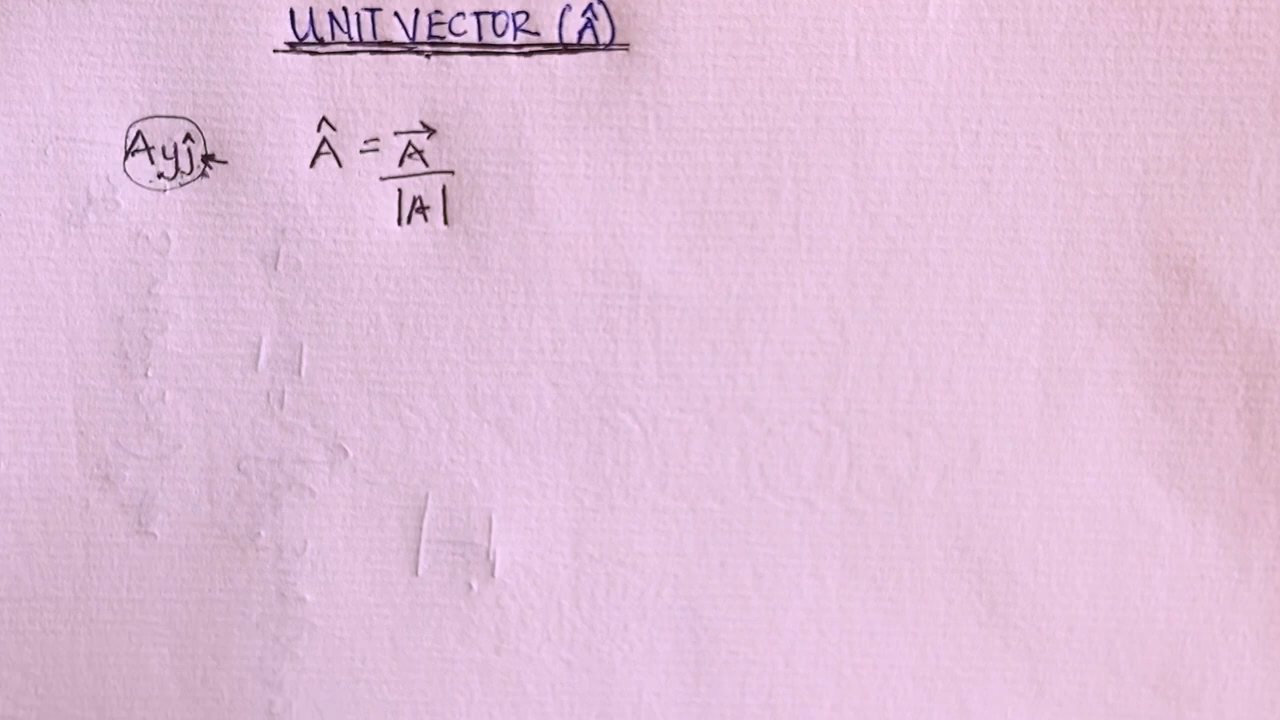 UNIT VECTOR (Â)
Ayĵ Â = A⃗
|A|